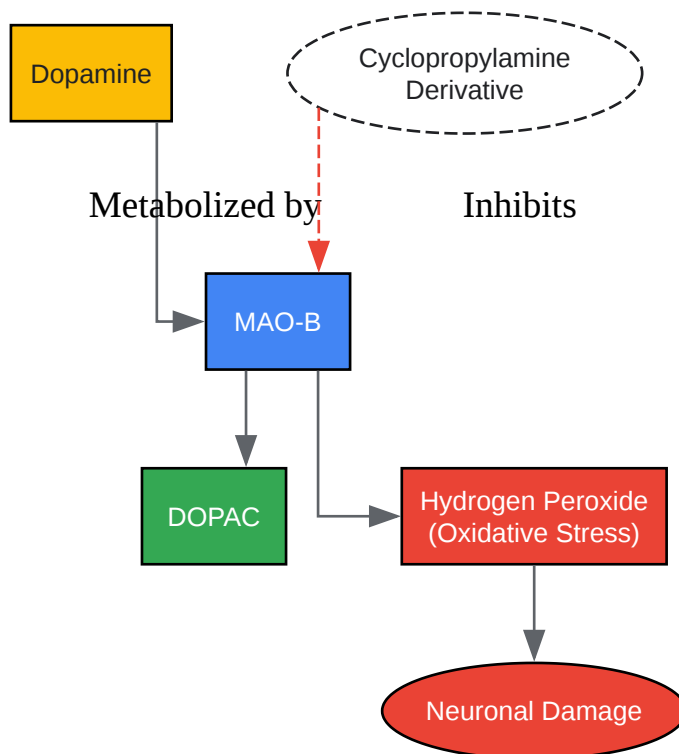 Dopamine
Cyclopropylamine
Derivative
Metabolized by
Inhibits
MAO-B
DOPAC
Hydrogen Peroxide
(Oxidative Stress)
Neuronal Damage